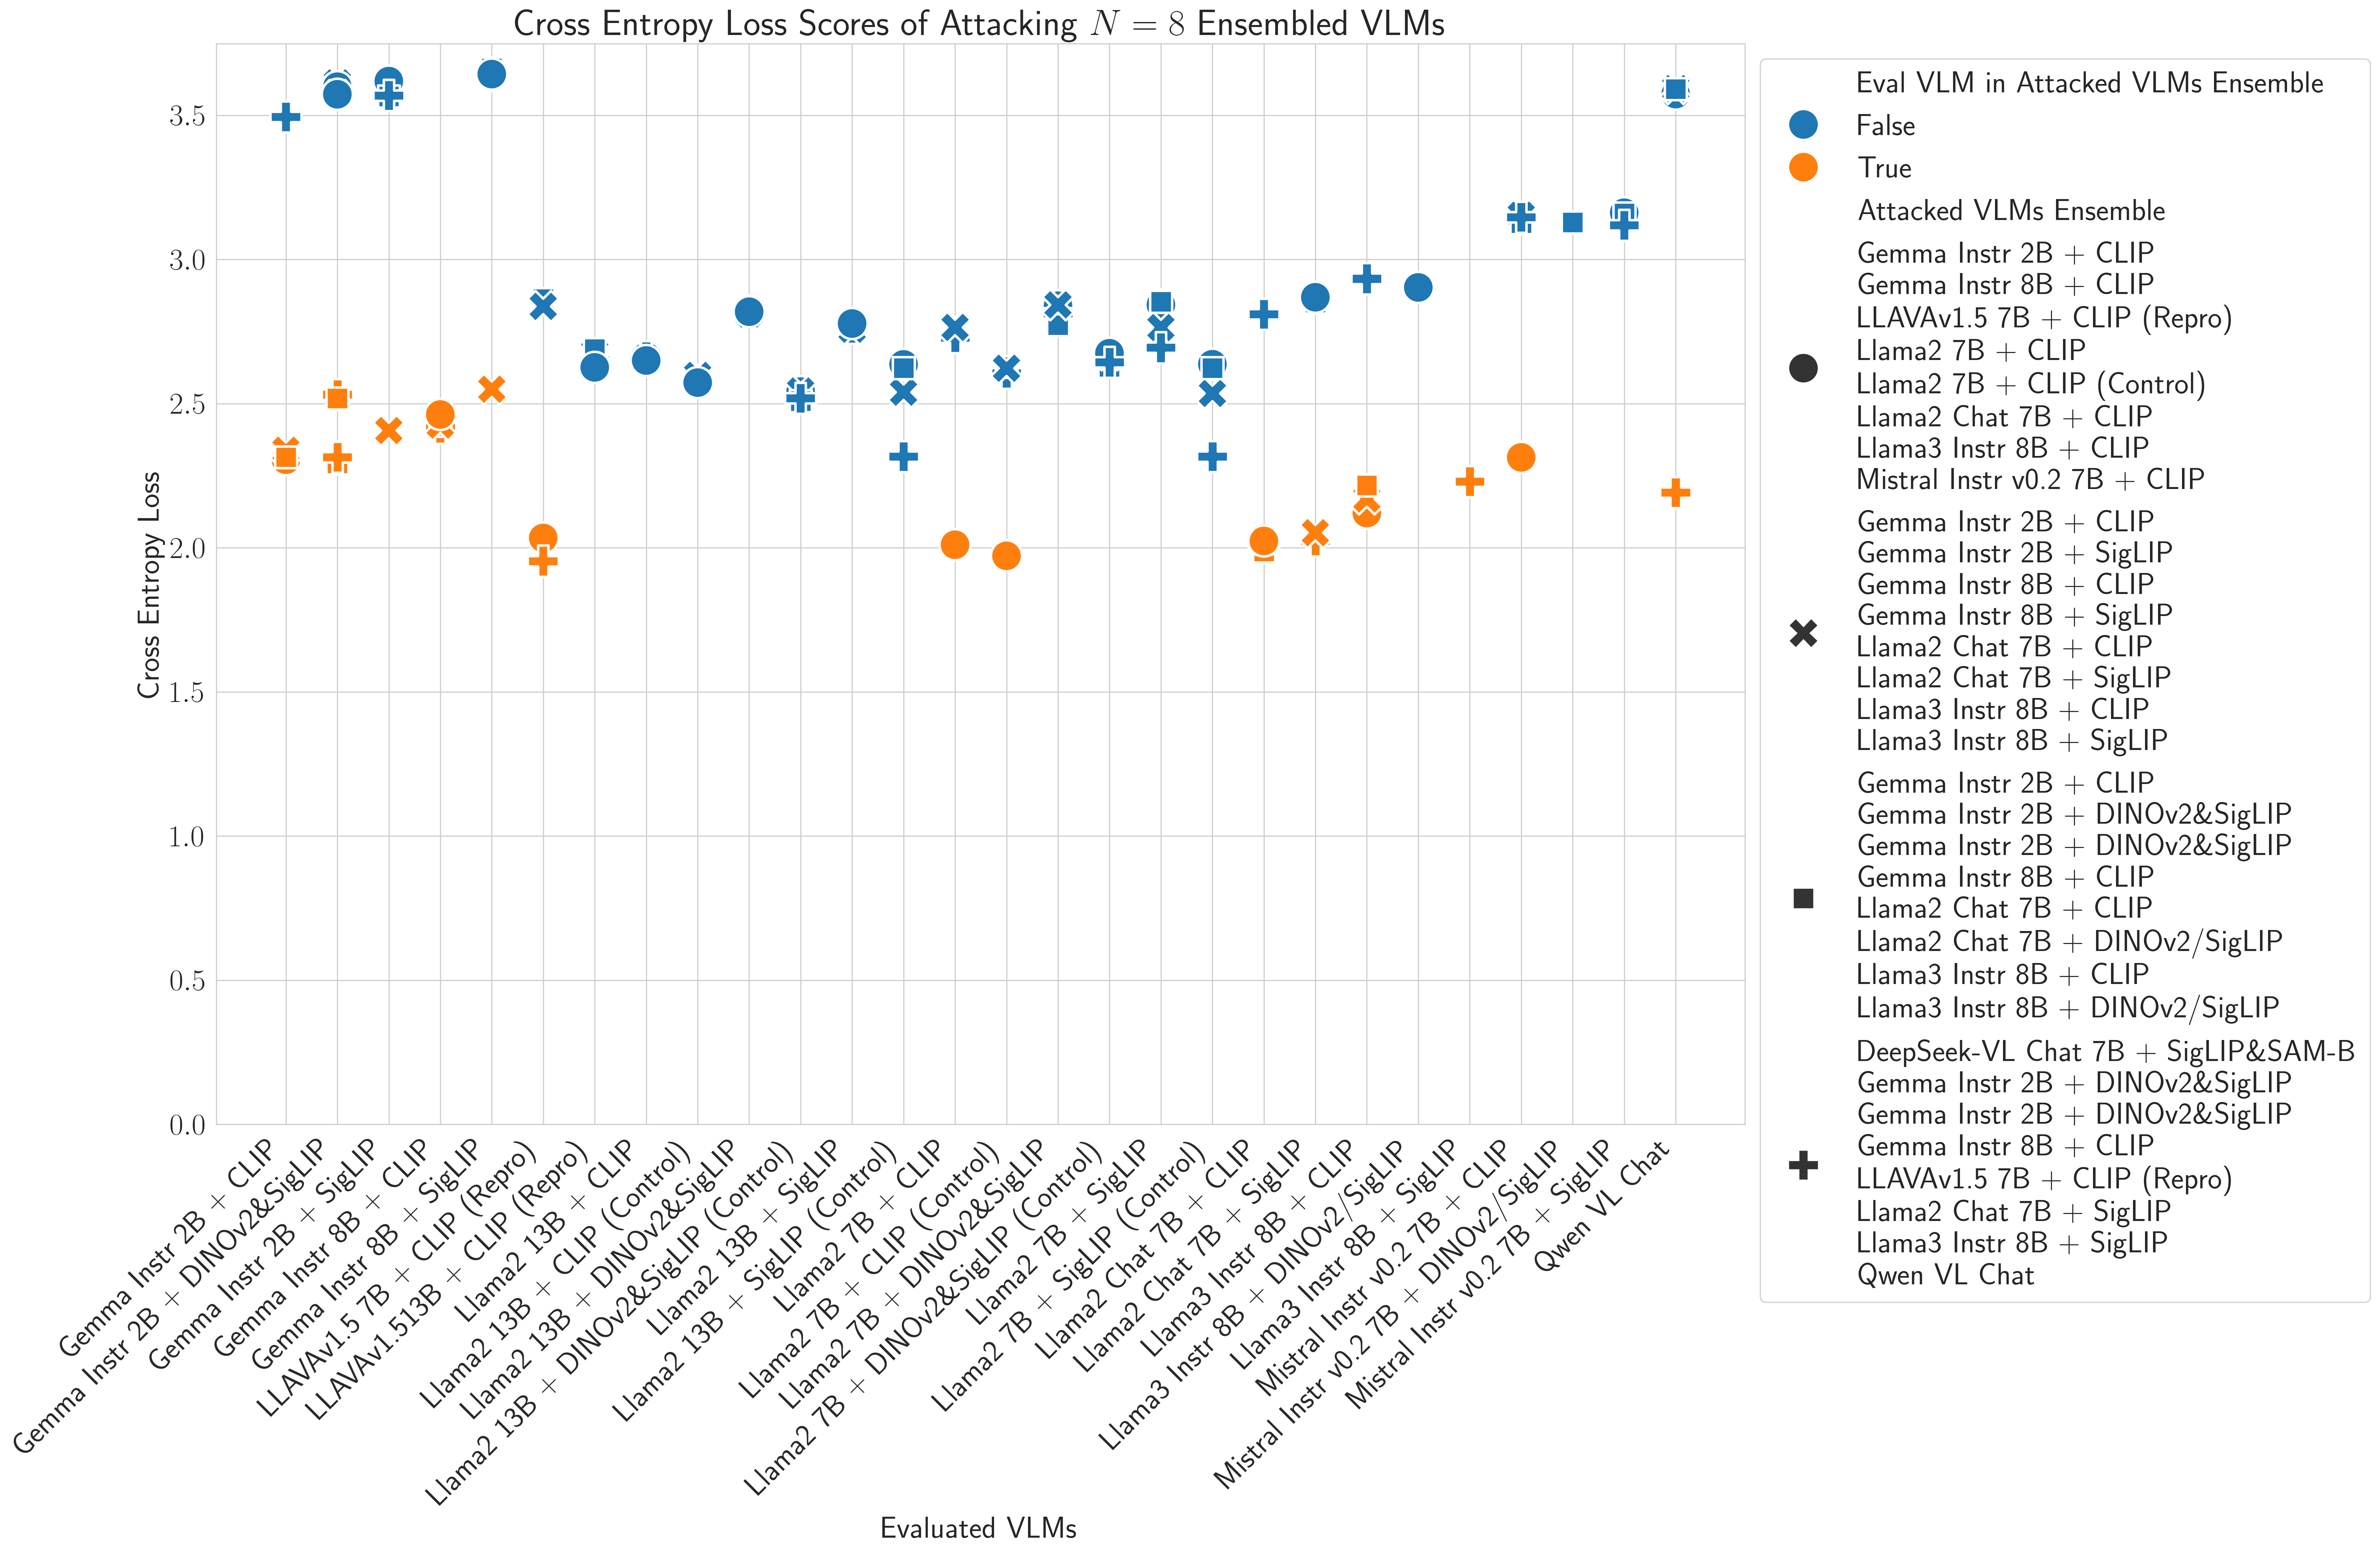 Cross Entropy Loss Scores of Attacking N = 8 Ensembled VLMs
Cross Entropy Loss
3.5
3.0
2.5
2.0
1.5
1.0
0.5
0.0
Gemma Instr 2B + CLIP
Gemma Instr 2B + DINOv2&SigLIP
Gemma Instr 2B + SigLIP
Gemma Instr 8B + CLIP
Gemma Instr 8B + SigLIP
LLAVAv1.5 7B + CLIP (Repro)
LLAVAv1.513B + CLIP (Repro)
Llama2 13B + CLIP
Llama2 13B + CLIP (Control)
Llama2 13B + DINOv2&SigLIP
Llama2 13B + DINOv2&SigLIP (Control)
Llama2 13B + SigLIP
Llama2 13B + SigLIP (Control)
Llama2 7B + CLIP
Llama2 7B + CLIP (Control)
Llama2 7B + DINOv2&SigLIP
Llama2 7B + DINOv2&SigLIP (Control)
Llama2 7B + SigLIP
Llama2 7B + SigLIP (Control)
Llama2 Chat 7B + CLIP
Llama2 Chat 7B + SigLIP
Llama3 Instr 8B + CLIP
Llama3 Instr 8B + DINOv2/SigLIP
Llama3 Instr 8B + SigLIP
Mistral Instr v0.2 7B + CLIP
Mistral Instr v0.2 7B + DINOv2/SigLIP
Mistral Instr v0.2 7B + SigLIP
Qwen VL Chat
Evaluated VLMs
Eval VLM in Attacked VLMs Ensemble
False
True
Attacked VLMs Ensemble
Gemma Instr 2B + CLIP
Gemma Instr 8B + CLIP
LLAVAv1.5 7B + CLIP (Repro)
Llama2 7B + CLIP
Llama2 7B + CLIP (Control)
Llama2 Chat 7B + CLIP
Llama3 Instr 8B + CLIP
Mistral Instr v0.2 7B + CLIP
Gemma Instr 2B + CLIP
Gemma Instr 2B + SigLIP
Gemma Instr 8B + CLIP
Gemma Instr 8B + SigLIP
Llama2 Chat 7B + CLIP
Llama2 Chat 7B + SigLIP
Llama3 Instr 8B + CLIP
Llama3 Instr 8B + SigLIP
Gemma Instr 2B + CLIP
Gemma Instr 2B + DINOv2&SigLIP
Gemma Instr 2B + DINOv2&SigLIP
Gemma Instr 8B + CLIP
Llama2 Chat 7B + CLIP
Llama2 Chat 7B + DINOv2/SigLIP
Llama3 Instr 8B + CLIP
Llama3 Instr 8B + DINOv2/SigLIP
DeepSeek-VL Chat 7B + SigLIP&SAM-B
Gemma Instr 2B + DINOv2&SigLIP
Gemma Instr 2B + DINOv2&SigLIP
Gemma Instr 8B + CLIP
LLAVAv1.5 7B + CLIP (Repro)
Llama2 Chat 7B + SigLIP
Llama3 Instr 8B + SigLIP
Qwen VL Chat